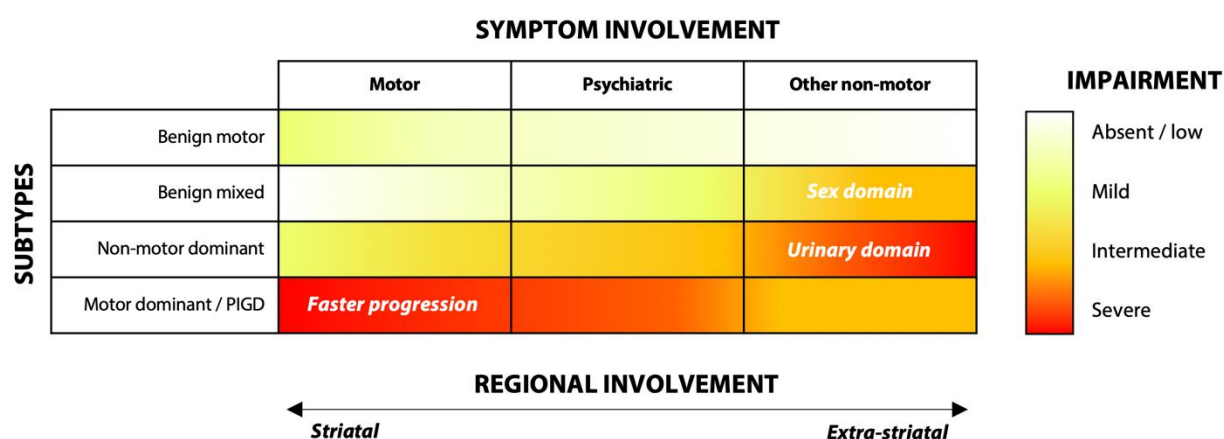 SYMPTOM INVOLVEMENT
Motor
Psychiatric
Other non-motor
SUBTYPES
Benign motor
Benign mixed
Sex domain
Non-motor dominant
Urinary domain
Motor dominant / PIGD
Faster progression
IMPAIRMENT
Absent / low
Mild
Intermediate
Severe
REGIONAL INVOLVEMENT
Striatal
Extra-striatal